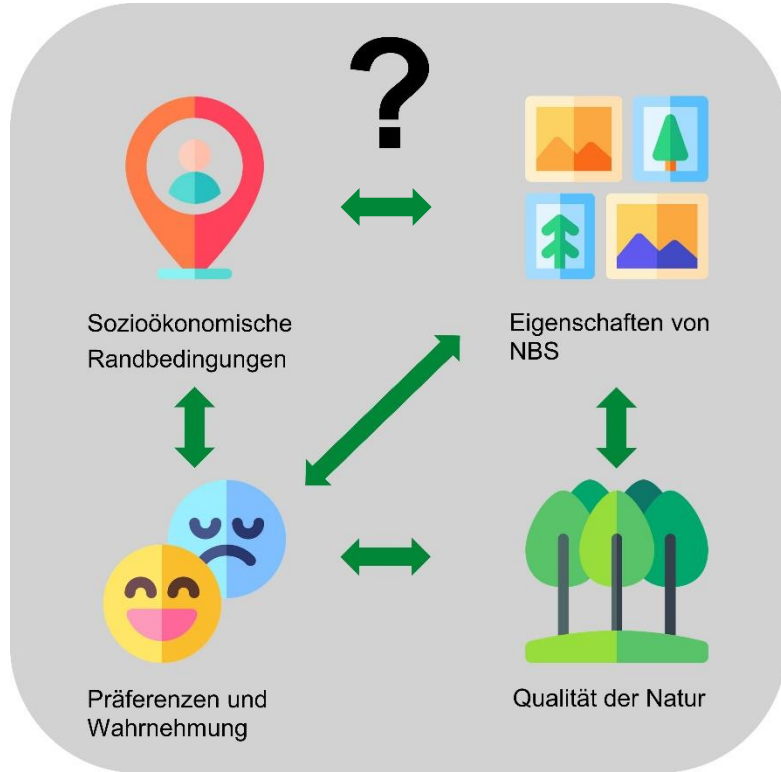 ?
Sozioökonomische
Randbedingungen
Eigenschaften von
NBS
Präferenzen und
Wahrnehmung
Qualität der Natur